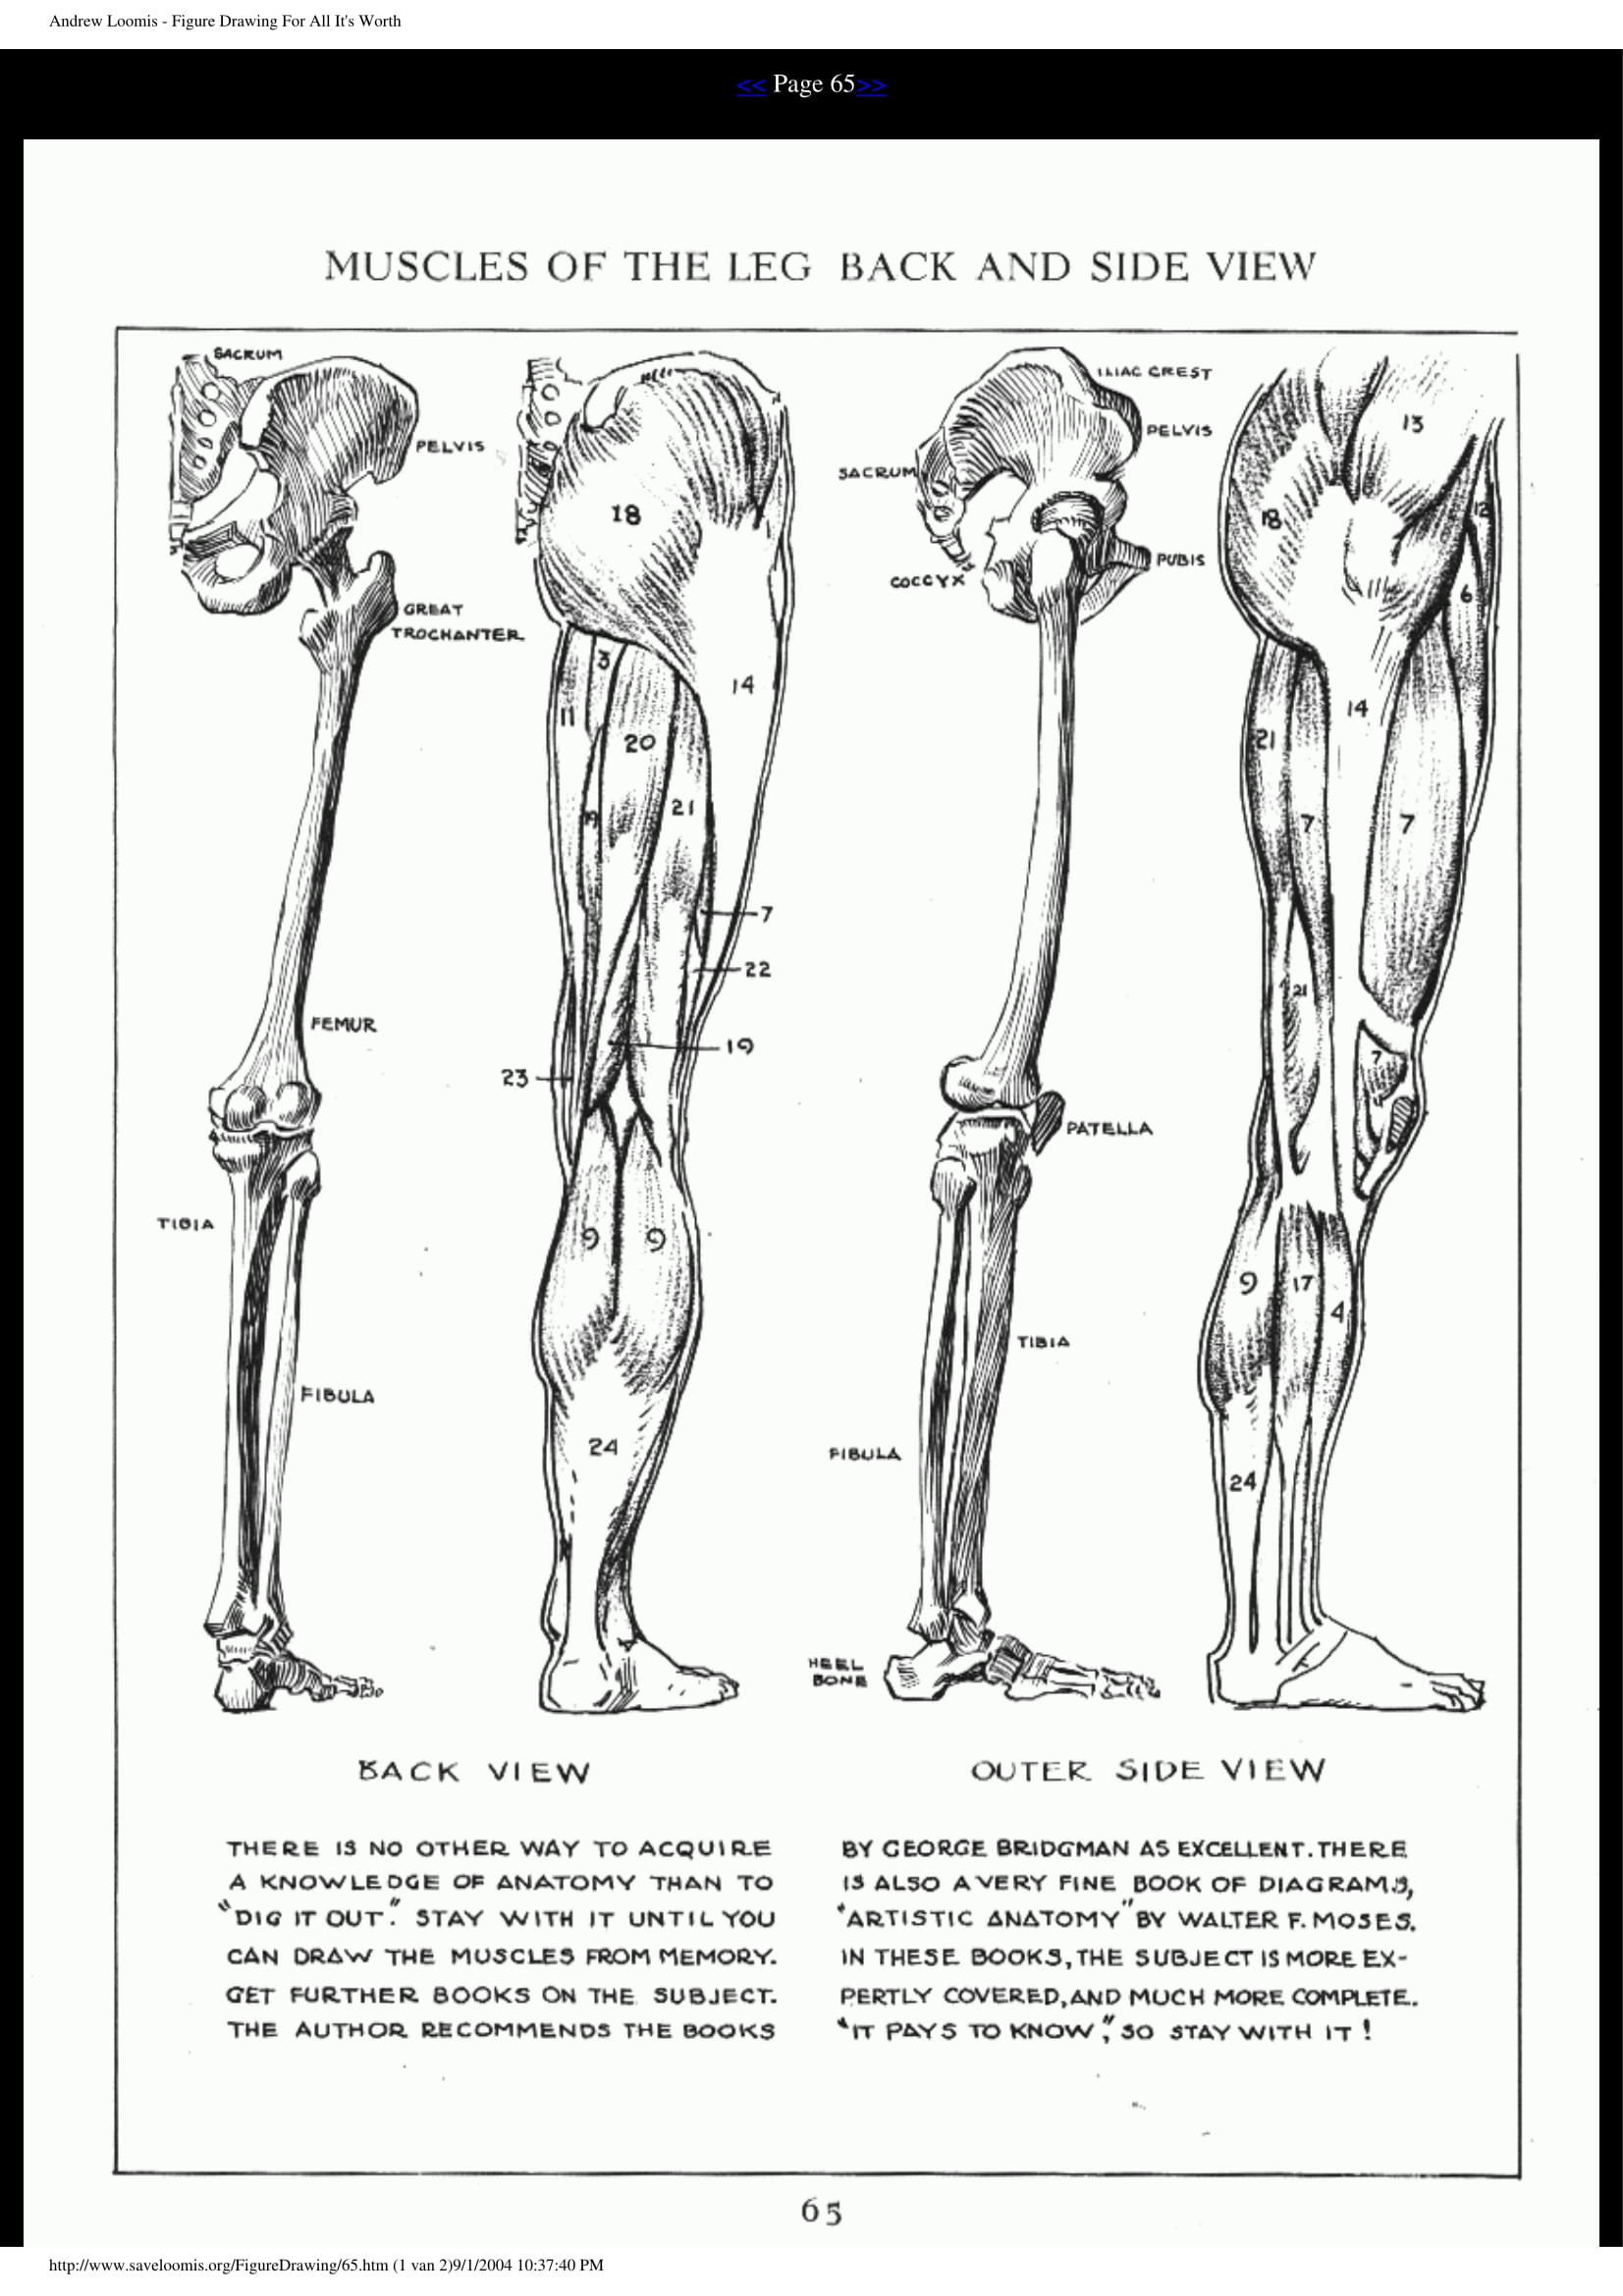 Andrew Loomis - Figure Drawing For All It's Worth
<< Page 65>>
MUSCLES OF THE LEG BACK AND SIDE VIEW
SACRUM
PELVIS
GREAT
TROCHANTER
FEMUR
TIBIA
FIBULA
18
3
14
11
20
19
21
7
22
19
23
9 9
24
ILIAC CREST
PELVIS
SACRUM
PUBIS
COCCYX
PATELLA
TIBIA
FIBULA
HEEL
BONE
13
18
12
6
14
21
7 7
21
7
9 17
4
24
BACK VIEW
THERE IS NO OTHER WAY TO ACQUIRE
A KNOWLEDGE OF ANATOMY THAN TO
"DIG IT OUT". STAY WITH IT UNTIL YOU
CAN DRAW THE MUSCLES FROM MEMORY.
GET FURTHER BOOKS ON THE SUBJECT.
THE AUTHOR RECOMMENDS THE BOOKS
OUTER SIDE VIEW
BY GEORGE BRIDGMAN AS EXCELLENT. THERE
IS ALSO A VERY FINE BOOK OF DIAGRAMS,
"ARTISTIC ANATOMY" BY WALTER F. MOSES.
IN THESE BOOKS, THE SUBJECT IS MORE EX-
PERTLY COVERED, AND MUCH MORE COMPLETE.
"IT PAYS TO KNOW", SO STAY WITH IT!
65
http://www.saveloomis.org/FigureDrawing/65.htm (1 van 2)9/1/2004 10:37:40 PM